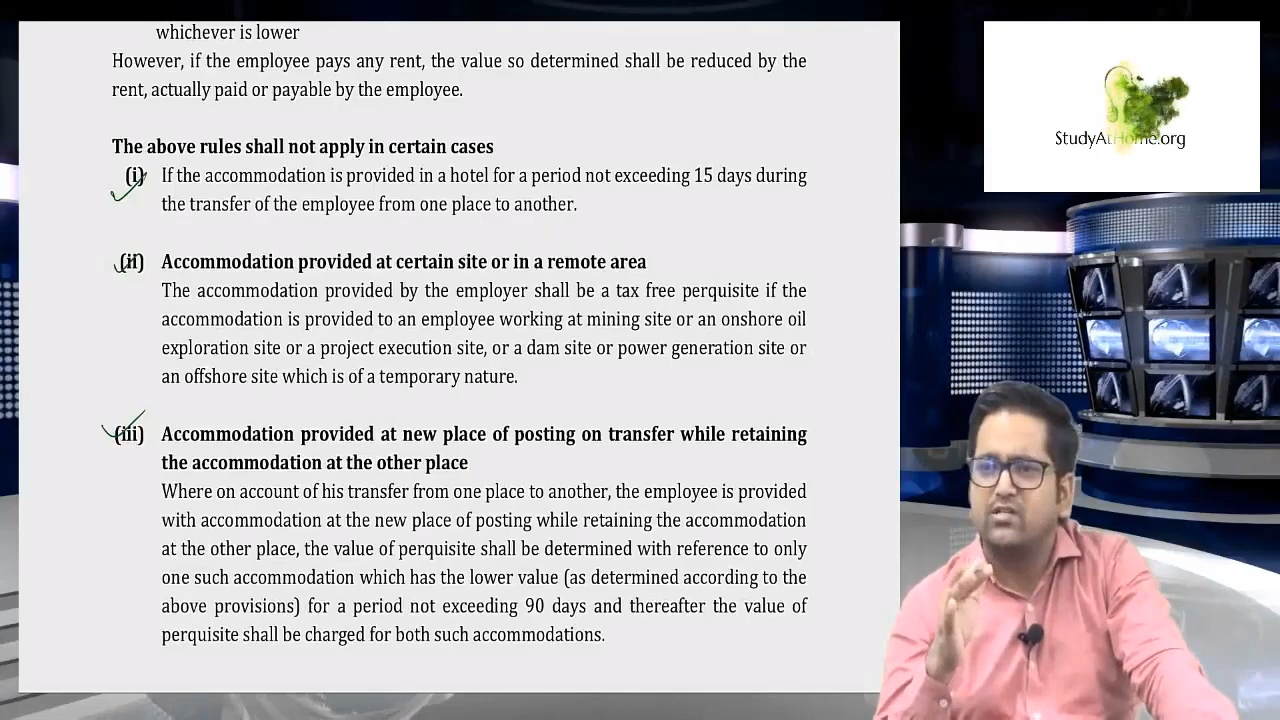 whichever is lower
However, if the employee pays any rent, the value so determined shall be reduced by the
rent, actually paid or payable by the employee.
The above rules shall not apply in certain cases
(i) If the accommodation is provided in a hotel for a period not exceeding 15 days during
the transfer of the employee from one place to another.
(ii) Accommodation provided at certain site or in a remote area
The accommodation provided by the employer shall be a tax free perquisite if the
accommodation is provided to an employee working at mining site or an onshore oil
exploration site or a project execution site, or a dam site or power generation site or
an offshore site which is of a temporary nature.
(iii) Accommodation provided at new place of posting on transfer while retaining
the accommodation at the other place
Where on account of his transfer from one place to another, the employee is provided
with accommodation at the new place of posting while retaining the accommodation
at the other place, the value of perquisite shall be determined with reference to only
one such accommodation which has the lower value (as determined according to the
above provisions) for a period not exceeding 90 days and thereafter the value of
perquisite shall be charged for both such accommodations.
StudyAtHome.org